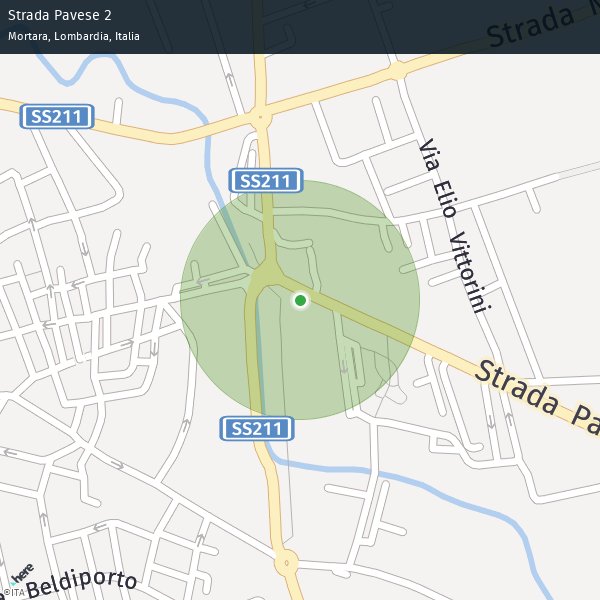 Strada Pavese 2
Mortara, Lombardia, Italia
Strada
SS211
Via Elio Vittorini
SS211
Strada Pa
SS211
here
Beldiporto
©ITA